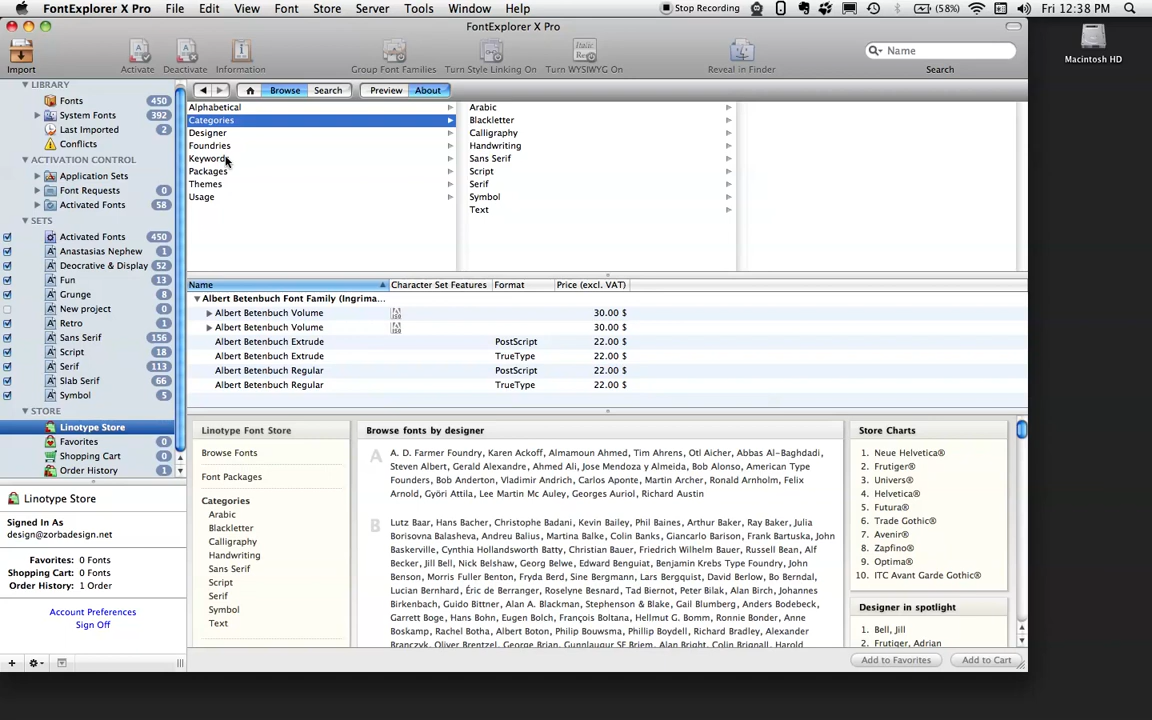 FontExplorer X Pro File Edit View Font Store Server Tools Window Help Stop Recording (58%) Fri 12:38 PM
FontExplorer X Pro
Import Activate Deactivate Information Group Font Families Turn Style Linking On Turn WYSIWYG On Reveal in Finder Name Search
Macintosh HD
LIBRARY
Fonts 450
System Fonts 392
Last Imported 2
Conflicts
ACTIVATION CONTROL
Application Sets
Font Requests 0
Activated Fonts 58
SETS
Activated Fonts 450
Anastasias Nephew 1
Deocrative & Display 52
Fun 13
Grunge 8
New project 0
Retro 1
Sans Serif 156
Script 18
Serif 113
Slab Serif 66
Symbol 5
STORE
Linotype Store
Favorites 0
Shopping Cart 0
Order History 1
Linotype Store
Signed In As
design@zorbadesign.net
Favorites: 0 Fonts
Shopping Cart: 0 Fonts
Order History: 1 Order
Account Preferences
Sign Off
Browse Search Preview About
Alphabetical
Categories
Designer
Foundries
Keywords
Packages
Themes
Usage
Arabic
Blackletter
Calligraphy
Handwriting
Sans Serif
Script
Serif
Symbol
Text
Name Character Set Features Format Price (excl. VAT)
Albert Betenbuch Font Family (Ingrima...
Albert Betenbuch Volume 30.00 $
Albert Betenbuch Volume 30.00 $
Albert Betenbuch Extrude PostScript 22.00 $
Albert Betenbuch Extrude TrueType 22.00 $
Albert Betenbuch Regular PostScript 22.00 $
Albert Betenbuch Regular TrueType 22.00 $
Linotype Font Store
Browse Fonts
Font Packages
Categories
Arabic
Blackletter
Calligraphy
Handwriting
Sans Serif
Script
Serif
Symbol
Text
Browse fonts by designer
A A. D. Farmer Foundry, Karen Ackoff, Almamoun Ahmed, Tim Ahrens, Otl Aicher, Abbas Al-Baghdadi,
Steven Albert, Gerald Alexandre, Ahmed Ali, Jose Mendoza y Almeida, Bob Alonso, American Type
Founders, Bob Anderton, Vladimir Andrich, Carlos Aponte, Martin Archer, Ronald Arnholm, Felix
Arnold, Györi Attila, Lee Martin Mc Auley, Georges Auriol, Richard Austin
B Lutz Baar, Hans Bacher, Christophe Badani, Kevin Bailey, Phil Baines, Arthur Baker, Ray Baker, Julia
Borisovna Balasheva, Andreu Balius, Martina Balke, Colin Banks, Giancarlo Barison, Frank Bartuska, John
Baskerville, Cynthia Hollandsworth Batty, Christian Bauer, Friedrich Wilhelm Bauer, Russell Bean, Alf
Becker, Jill Bell, Nick Belshaw, Georg Belwe, Edward Benguiat, Benjamin Krebs Type Foundry, John
Benson, Morris Fuller Benton, Fryda Berd, Sine Bergmann, Lars Bergquist, David Berlow, Bo Berndal,
Lucian Bernhard, Éric de Berranger, Roselyne Besnard, Tad Biernot, Peter Bilak, Alan Birch, Johannes
Birkenbach, Guido Bittner, Alan A. Blackman, Stephenson & Blake, Gail Blumberg, Anders Bodebeck,
Garrett Boge, Hans Bohn, Eugen Bolch, François Boltana, Hellmut G. Bomm, Ronnie Bonder, Anne
Boskamp, Rachel Botha, Albert Boton, Philip Bouwsma, Phillip Boydell, Richard Bradley, Alexander
Branczyk, Oliver Brentzel, George Brian, Gunnlaugur SE Briem, Alan Bright, Colin Brignall, Harold
Store Charts
1. Neue Helvetica®
2. Frutiger®
3. Univers®
4. Helvetica®
5. Futura®
6. Trade Gothic®
7. Avenir®
8. Zapfino®
9. Optima®
10. ITC Avant Garde Gothic®
Designer in spotlight
1. Bell, Jill
2. Frutiger, Adrian
Add to Favorites Add to Cart